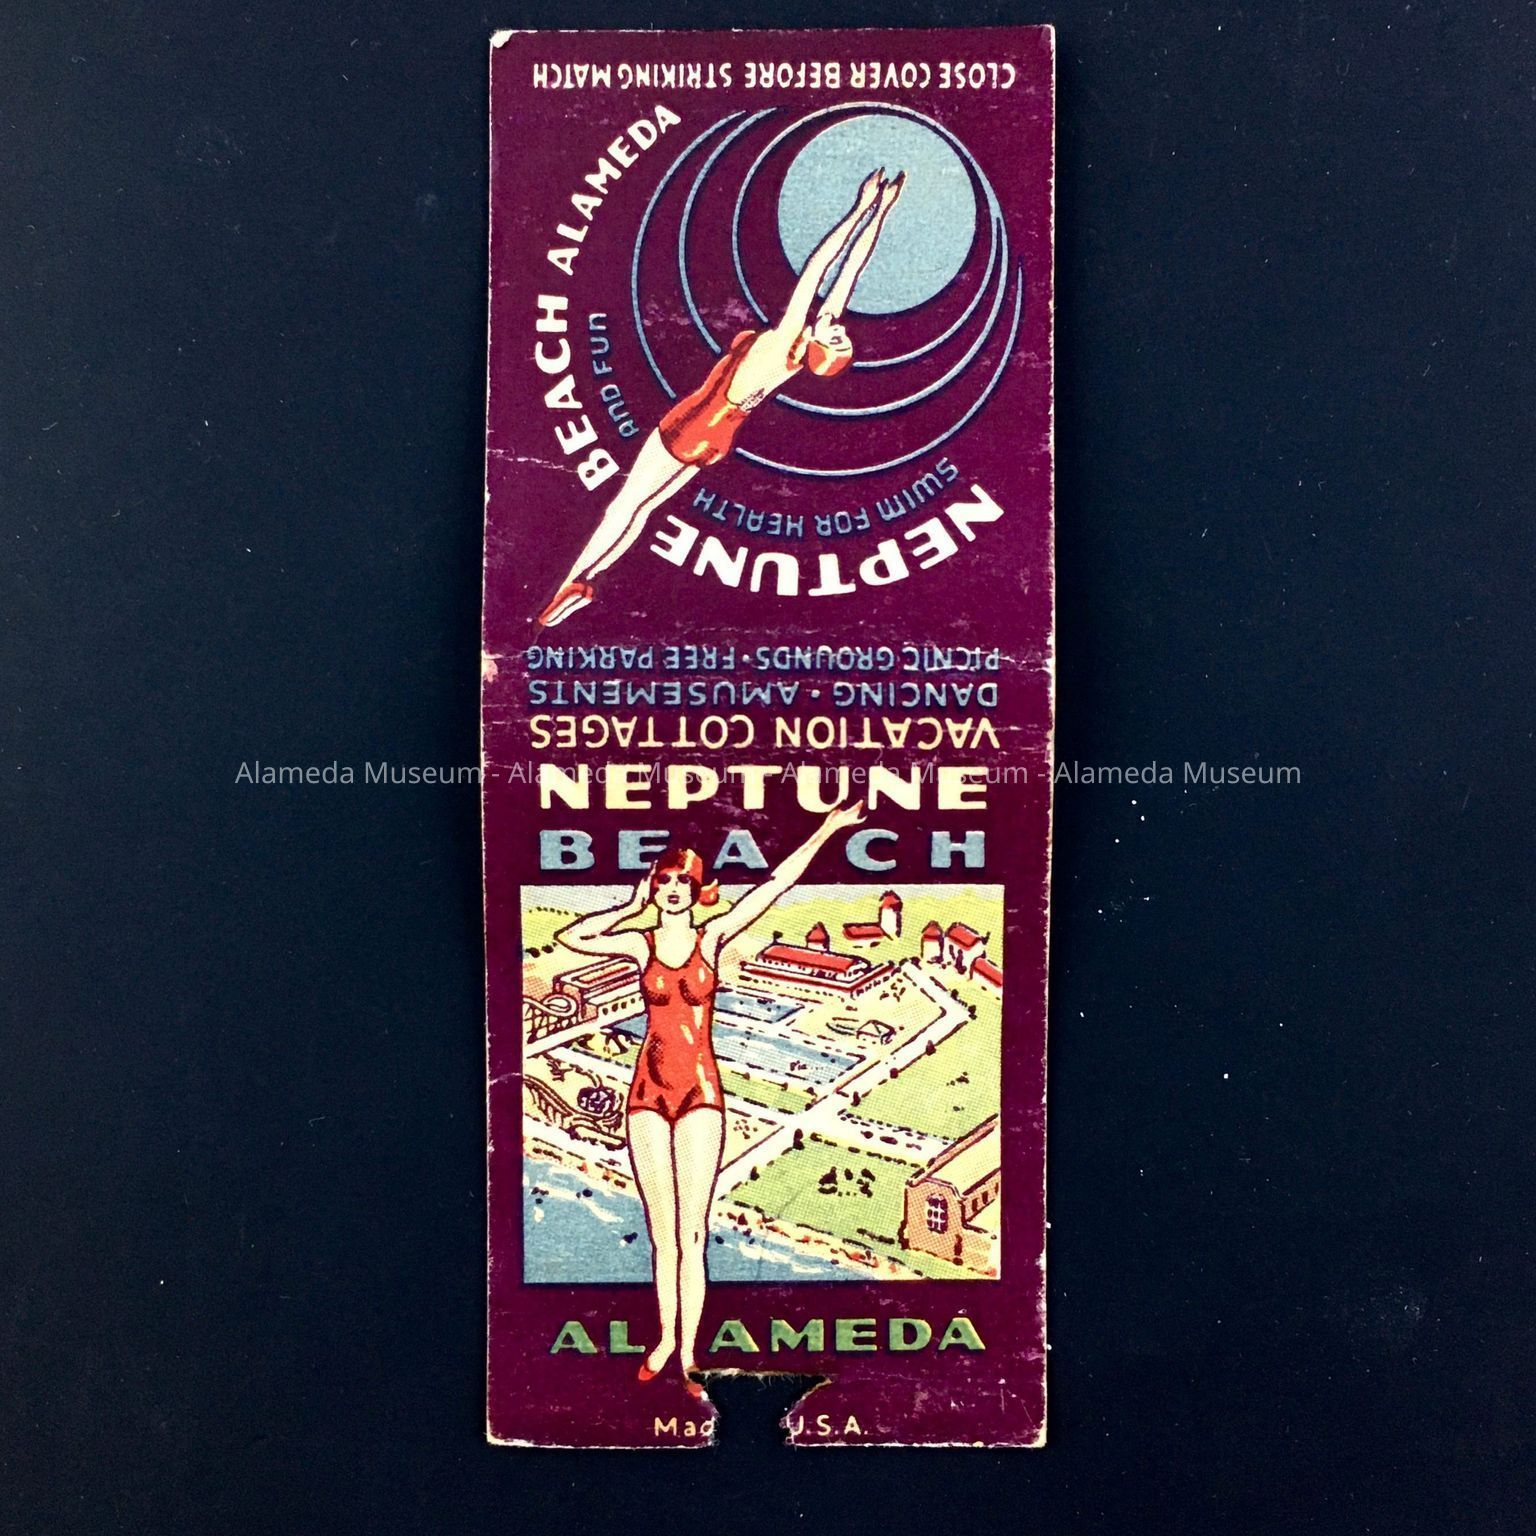 CLOSE COVER BEFORE STRIKING MATCH
NEPTUNE BEACH ALAMEDA
SWIM FOR HEALTH AND FUN
PICNIC GROUNDS · FREE PARKING
DANCING · AMUSEMENTS
VACATION COTTAGES
NEPTUNE
BEACH
ALAMEDA
Mad U.S.A.
Alameda Museum - Alameda Museum - Alameda Museum - Alameda Museum